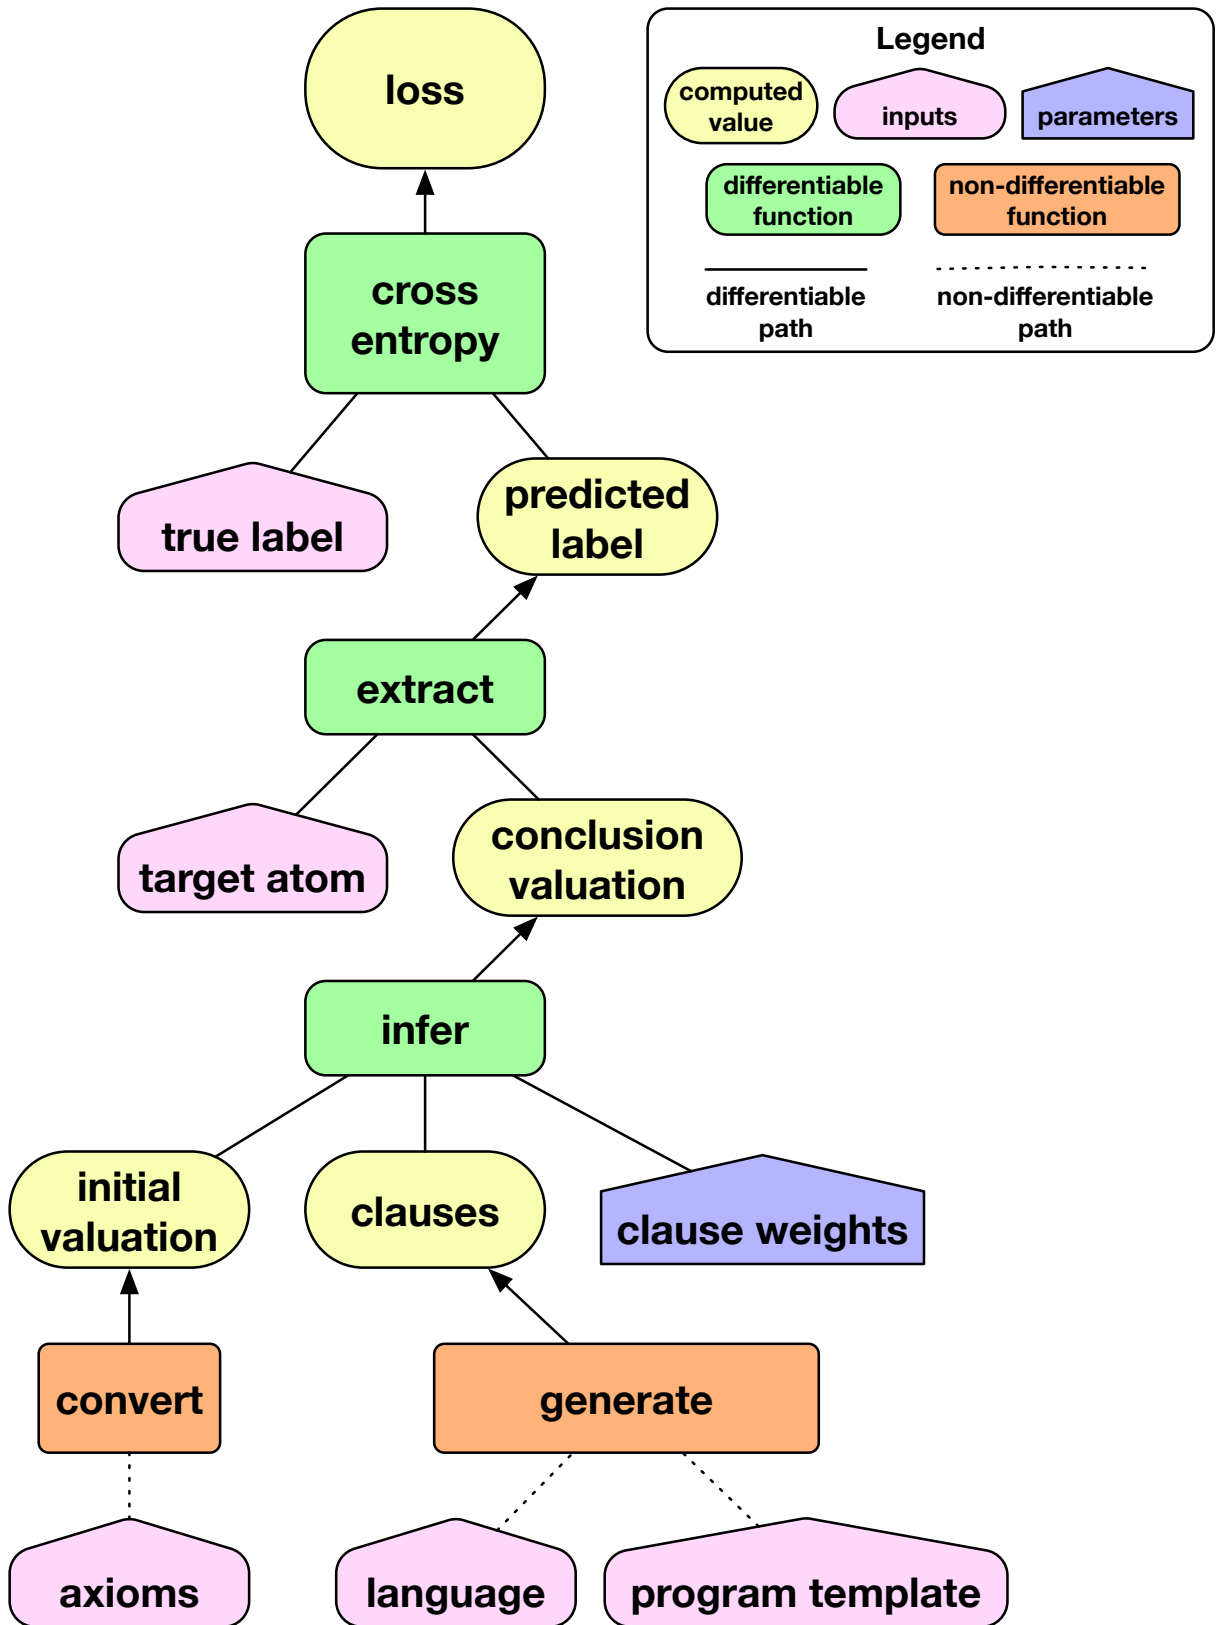 loss
Legend
computed
value
inputs
parameters
differentiable
function
non-differentiable
function
differentiable
path
non-differentiable
path
cross
entropy
true label
predicted
label
extract
target atom
conclusion
valuation
infer
initial
valuation
clauses
clause weights
convert
generate
axioms
language
program template